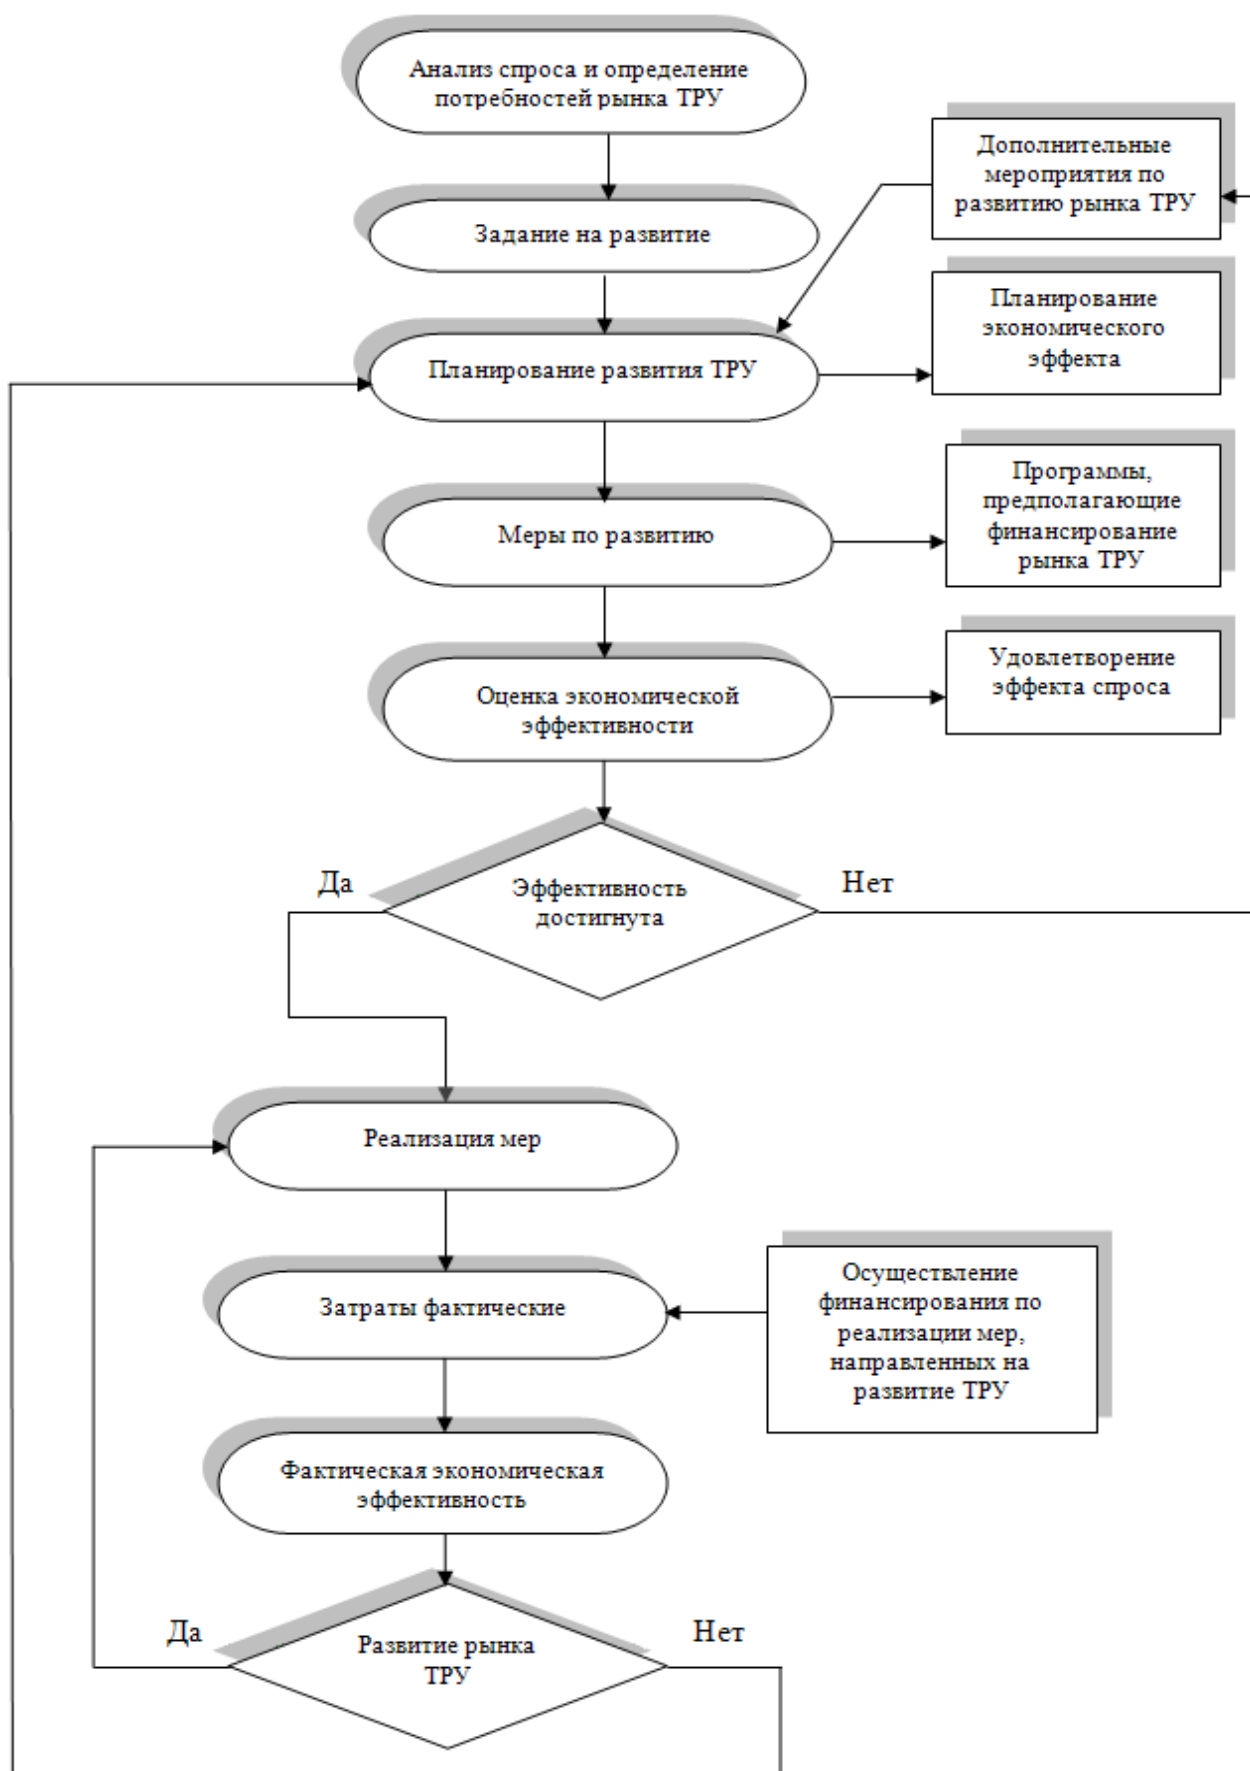 Анализ спроса и определение
потребностей рынка ТРУ
Дополнительные
мероприятия по
развитию рынка ТРУ
Задание на развитие
Планирование
экономического
эффекта
Планирование развития ТРУ
Программы,
предполагающие
финансирование
рынка ТРУ
Меры по развитию
Удовлетворение
эффекта спроса
Оценка экономической
эффективности
Да
Эффективность
достигнута
Нет
Реализация мер
Осуществление
финансирования по
реализации мер,
направленных на
развитие ТРУ
Затраты фактические
Фактическая экономическая
эффективность
Да
Развитие рынка
ТРУ
Нет